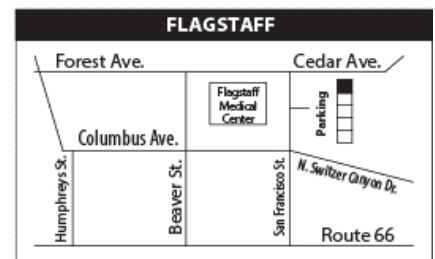 FLAGSTAFF
Forest Ave.
Cedar Ave.
Flagstaff
Medical
Center
Parking
Columbus Ave.
Humphreys St.
Beaver St.
San Francisco St.
N. Switzer Canyon Dr.
Route 66